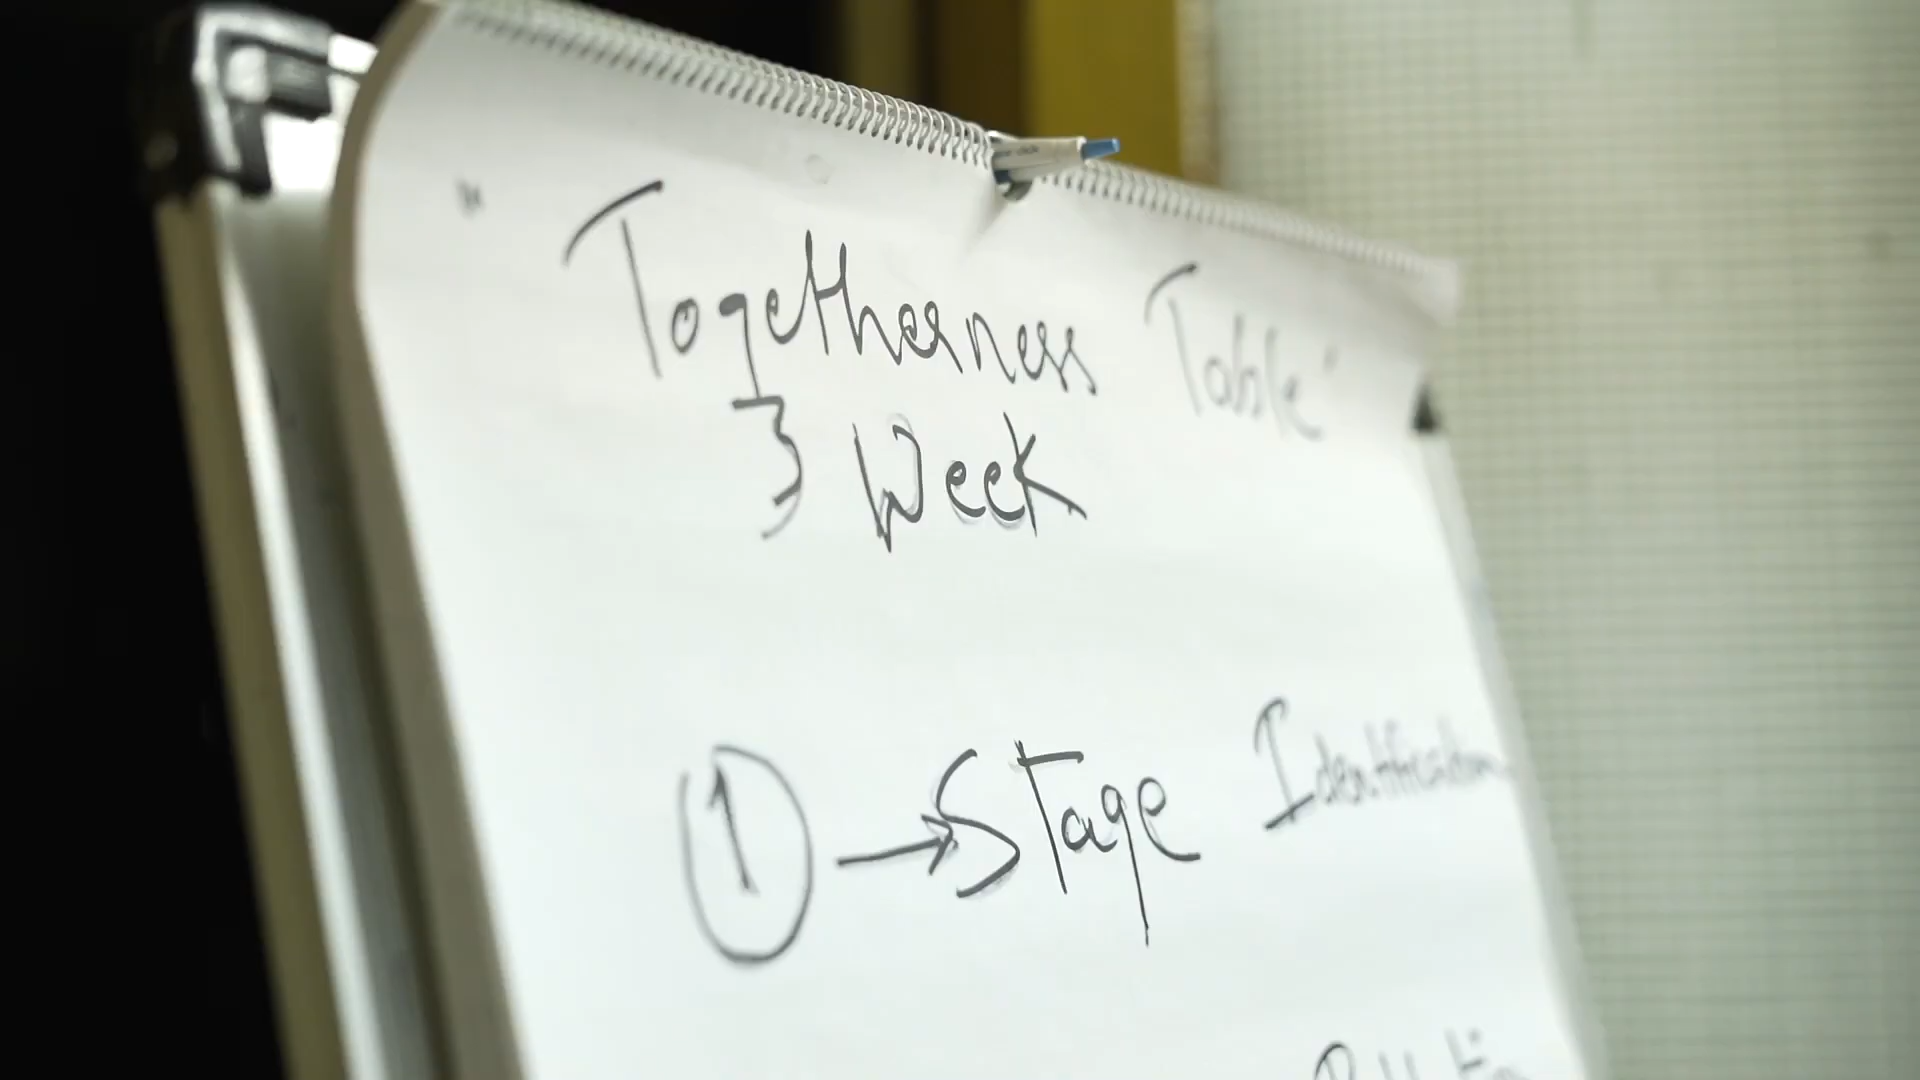 " Togetherness Table"
3 Week
1 → Stage Identification